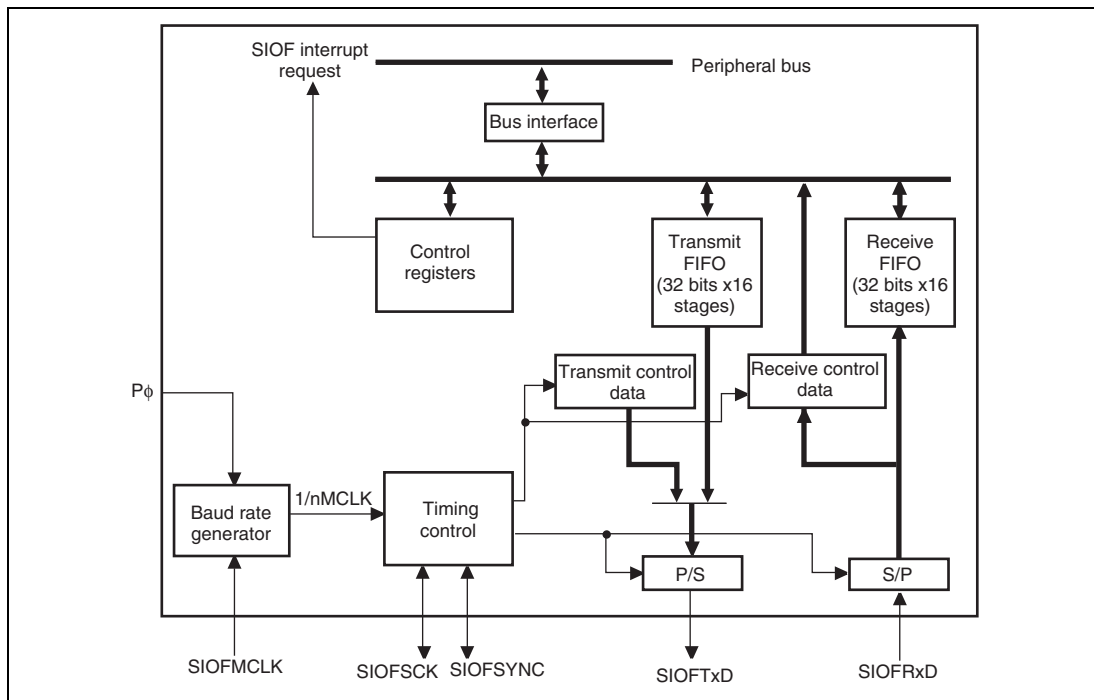 SIOF interrupt
request
Peripheral bus
Bus interface
Control
registers
Transmit
FIFO
(32 bits x16
stages)
Receive
FIFO
(32 bits x16
stages)
Transmit control
data
Receive control
data
Pφ
Baud rate
generator
1/nMCLK
Timing
control
P/S
S/P
SIOFMCLK
SIOFSCK
SIOFSYNC
SIOFTxD
SIOFRxD